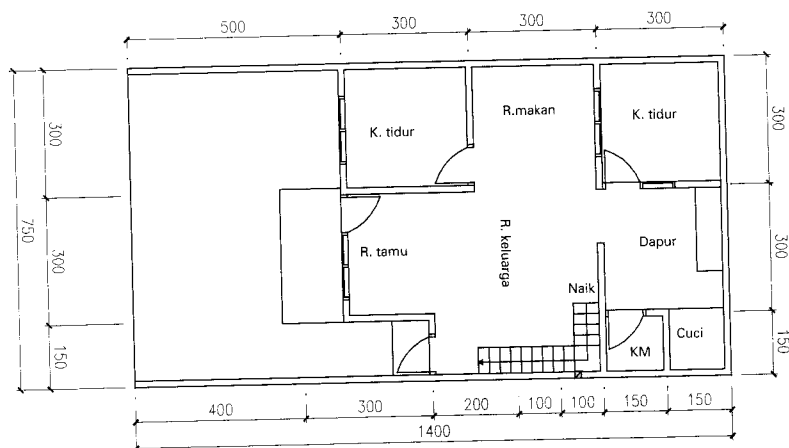 500 300 300 300
300
300
150
750
K. tidur
R.makan
K. tidur
R. tamu
R. keluarga
Dapur
Naik
KM
Cuci
300
300
150
400 300 200 100 100 150 150
1400